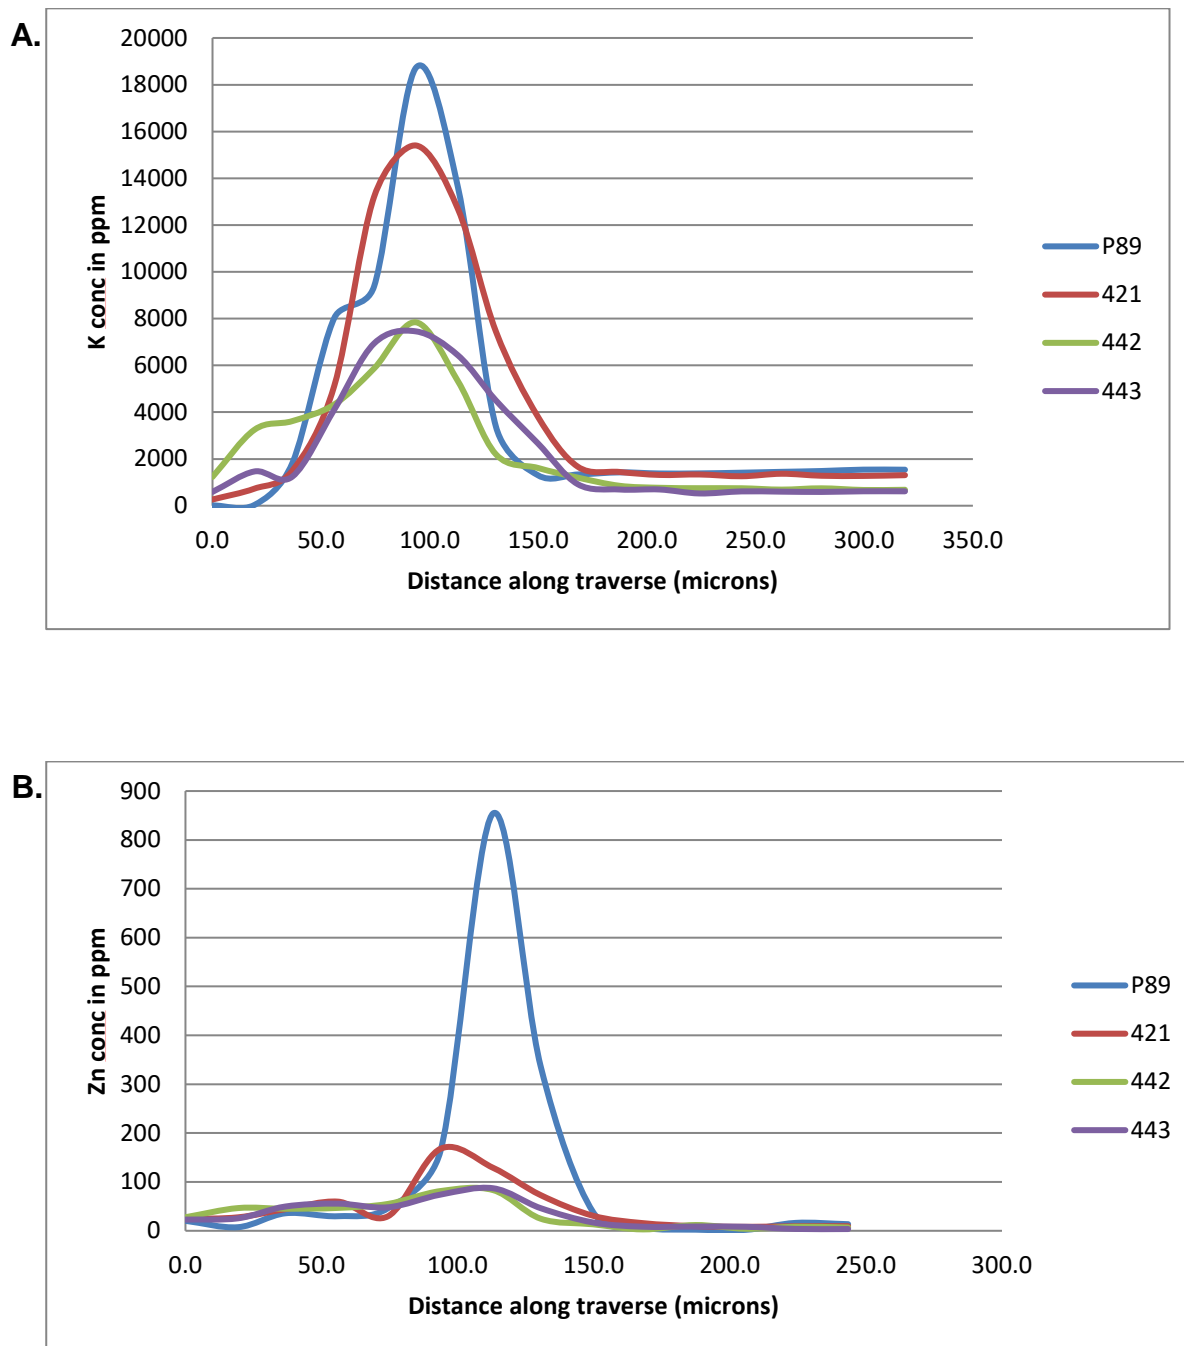 A.
20000
18000
16000
14000
12000
10000
8000
6000
4000
2000
0
K conc in ppm
0.0 50.0 100.0 150.0 200.0 250.0 300.0 350.0
Distance along traverse (microns)
P89
421
442
443
B.
900
800
700
600
500
400
300
200
100
0
Zn conc in ppm
0.0 50.0 100.0 150.0 200.0 250.0 300.0
Distance along traverse (microns)
P89
421
442
443